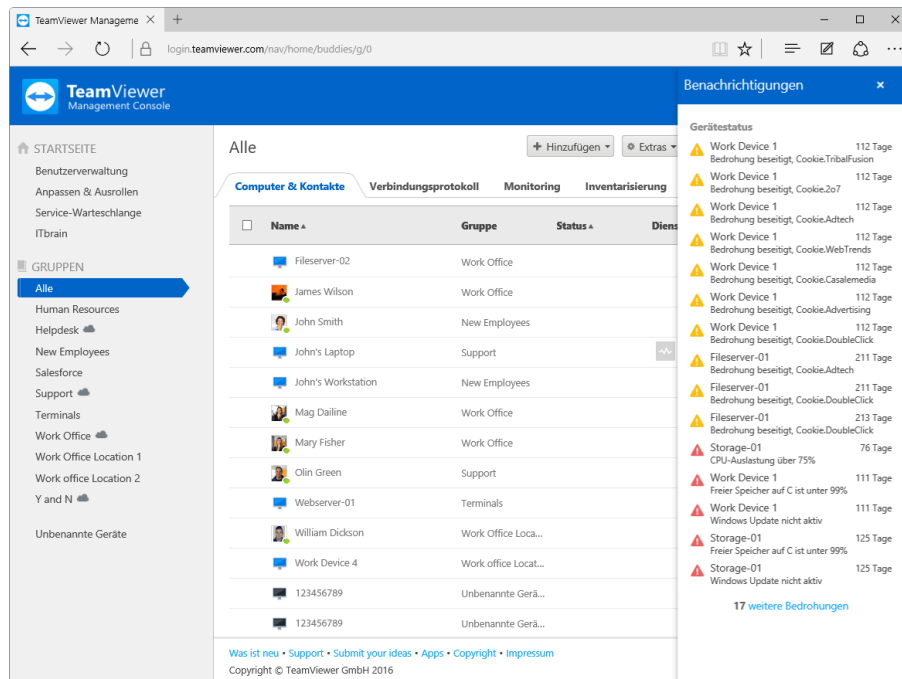 TeamViewer Manageme
login.teamviewer.com/nav/home/buddies/g/0
TeamViewer
Management Console
STARTSEITE
Benutzerverwaltung
Anpassen & Ausrollen
Service-Warteschlange
ITbrain
GRUPPEN
Alle
Human Resources
Helpdesk
New Employees
Salesforce
Support
Terminals
Work Office
Work Office Location 1
Work office Location 2
Y and N
Unbenannte Geräte
Alle
Hinzufügen
Extras
Computer & Kontakte Verbindungsprotokoll Monitoring Inventarisierung
Name Gruppe Status Diens
Fileserver-02 Work Office
James Wilson Work Office
John Smith New Employees
John's Laptop Support
John's Workstation New Employees
Mag Dailine Work Office
Mary Fisher Work Office
Olin Green Support
Webserver-01 Terminals
William Dickson Work Office Loca...
Work Device 4 Work office Locat...
123456789 Unbenannte Gerä...
123456789 Unbenannte Gerä...
Was ist neu • Support • Submit your ideas • Apps • Copyright • Impressum
Copyright © TeamViewer GmbH 2016
Benachrichtigungen
Gerätestatus
Work Device 1 112 Tage
Bedrohung beseitigt, Cookie.TribalFusion
Work Device 1 112 Tage
Bedrohung beseitigt, Cookie.2o7
Work Device 1 112 Tage
Bedrohung beseitigt, Cookie.Adtech
Work Device 1 112 Tage
Bedrohung beseitigt, Cookie.WebTrends
Work Device 1 112 Tage
Bedrohung beseitigt, Cookie.Casalemedia
Work Device 1 112 Tage
Bedrohung beseitigt, Cookie.Advertising
Work Device 1 112 Tage
Bedrohung beseitigt, Cookie.DoubleClick
Fileserver-01 211 Tage
Bedrohung beseitigt, Cookie.Adtech
Fileserver-01 211 Tage
Bedrohung beseitigt, Cookie.DoubleClick
Fileserver-01 213 Tage
Bedrohung beseitigt, Cookie.DoubleClick
Storage-01 76 Tage
CPU-Auslastung über 75%
Work Device 1 111 Tage
Freier Speicher auf C ist unter 99%
Work Device 1 111 Tage
Windows Update nicht aktiv
Storage-01 125 Tage
Freier Speicher auf C ist unter 99%
Storage-01 125 Tage
Windows Update nicht aktiv
17 weitere Bedrohungen